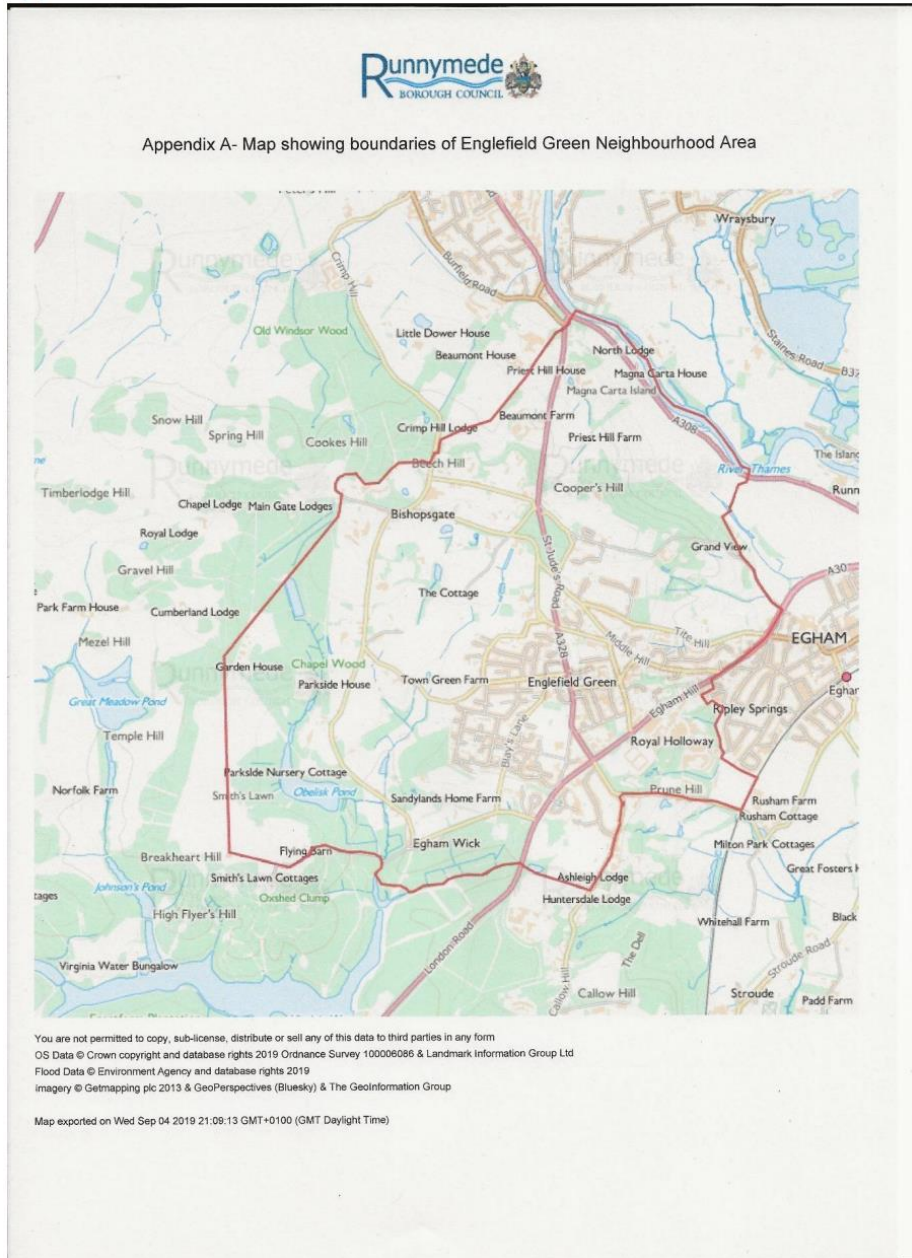 Runnymede
BOROUGH COUNCIL
Appendix A- Map showing boundaries of Englefield Green Neighbourhood Area
Wraysbury
Crimp Hill
Burfield Road
Old Windsor Wood
Little Dower House
Staines Road
Beaumont House
North Lodge
B37
Priest Hill House
Magna Carta House
Magna Carta Island
Snow Hill
Beaumont Farm
A308
Crimp Hill Lodge
Spring Hill
Cookes Hill
Priest Hill Farm
The Island
Beech Hill
River Thames
Timberlodge Hill
Cooper's Hill
Runn
Chapel Lodge
Main Gate Lodges
Bishopsgate
Royal Lodge
Grand View
Gravel Hill
St Jude's Road
A30
The Cottage
Park Farm House
Cumberland Lodge
Tite Hill
EGHAM
Mezel Hill
Middle Hill
A328
Garden House
Chapel Wood
Parkside House
Town Green Farm
Englefield Green
Egham
Great Meadow Pond
Egham Hill
Ripley Springs
Temple Hill
Blay's Lane
Royal Holloway
Parkside Nursery Cottage
Norfolk Farm
Smith's Lawn
Obelisk Pond
Sandylands Home Farm
Prune Hill
Rusham Farm
Rusham Cottage
Egham Wick
Milton Park Cottages
Breakheart Hill
Flying Barn
Great Fosters H
Smith's Lawn Cottages
Ashleigh Lodge
Johnson's Pond
tages
Oxshed Clump
Huntersdale Lodge
High Flyer's Hill
Whitehall Farm
Black
London Road
The Dell
Stroude Road
Virginia Water Bungalow
Callow Hill
Callow Hill
Stroude
Padd Farm
You are not permitted to copy, sub-license, distribute or sell any of this data to third parties in any form
OS Data © Crown copyright and database rights 2019 Ordnance Survey 100006086 & Landmark Information Group Ltd
Flood Data © Environment Agency and database rights 2019
imagery © Getmapping plc 2013 & GeoPerspectives (Bluesky) & The GeoInformation Group
Map exported on Wed Sep 04 2019 21:09:13 GMT+0100 (GMT Daylight Time)